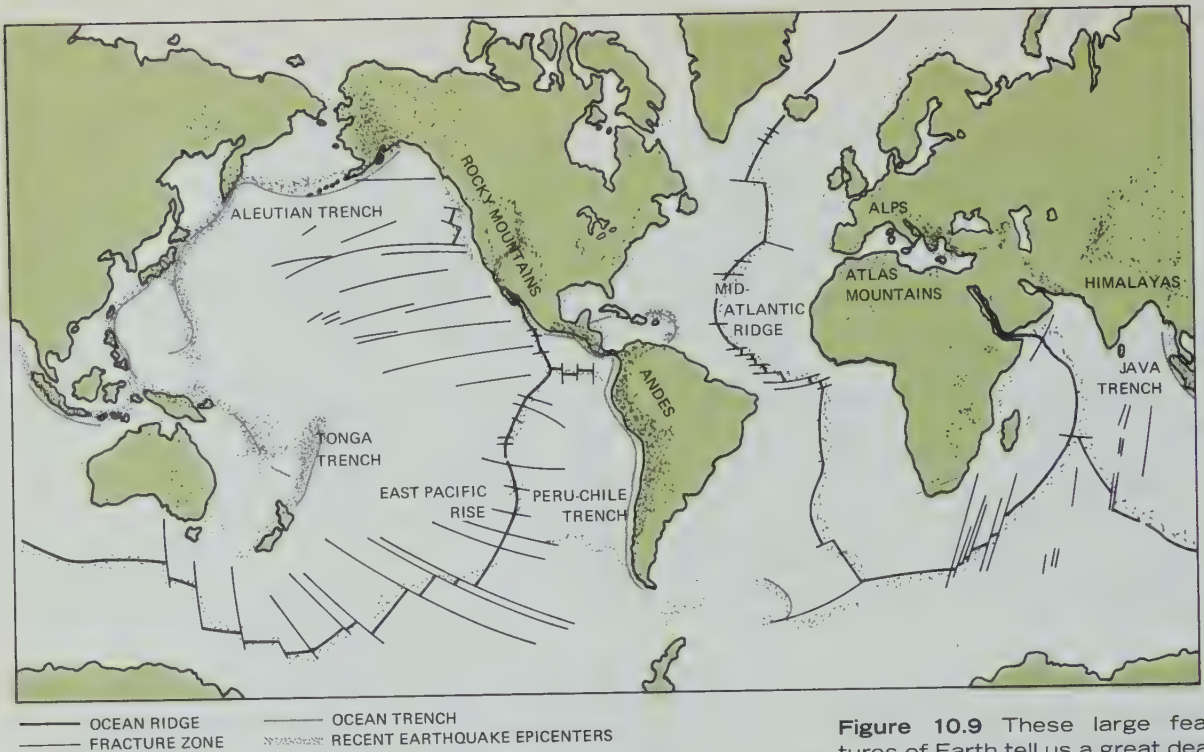 ALEUTIAN TRENCH
ROCKY MOUNTAINS
ALPS
ATLAS
MOUNTAINS
HIMALAYAS
MID-
ATLANTIC
RIDGE
JAVA
TRENCH
ANDES
TONGA
TRENCH
EAST PACIFIC
RISE
PERU-CHILE
TRENCH
OCEAN RIDGE
FRACTURE ZONE
OCEAN TRENCH
RECENT EARTHQUAKE EPICENTERS
Figure 10.9 These large fea-
tures of Earth tell us a great dea